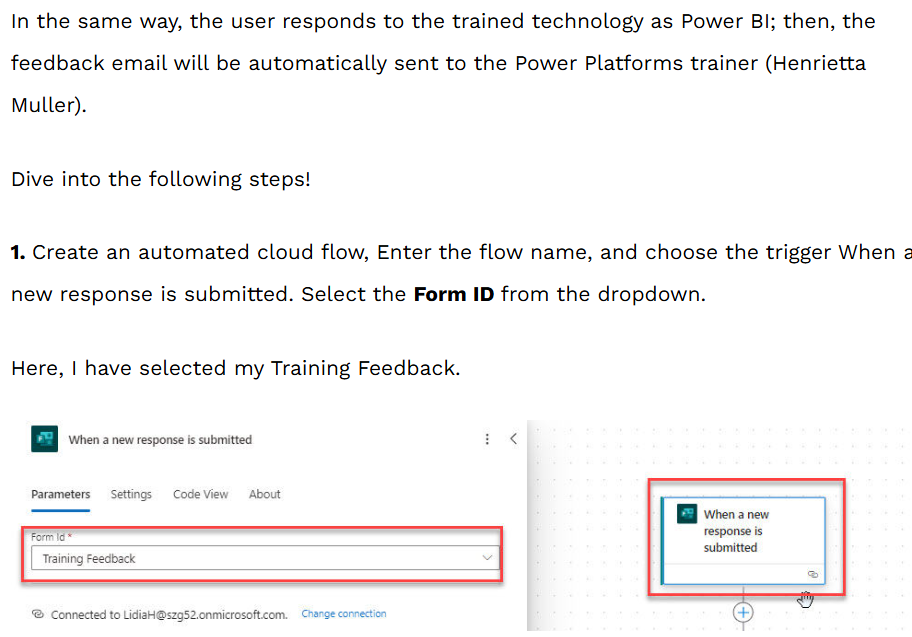 In the same way, the user responds to the trained technology as Power BI; then, the
feedback email will be automatically sent to the Power Platforms trainer (Henrietta
Muller).
Dive into the following steps!
1. Create an automated cloud flow, Enter the flow name, and choose the trigger When a
new response is submitted. Select the Form ID from the dropdown.
Here, I have selected my Training Feedback.
When a new response is submitted
Parameters Settings Code View About
Form Id *
Training Feedback
Connected to LidiaH@szg52.onmicrosoft.com. Change connection
When a new
response is
submitted